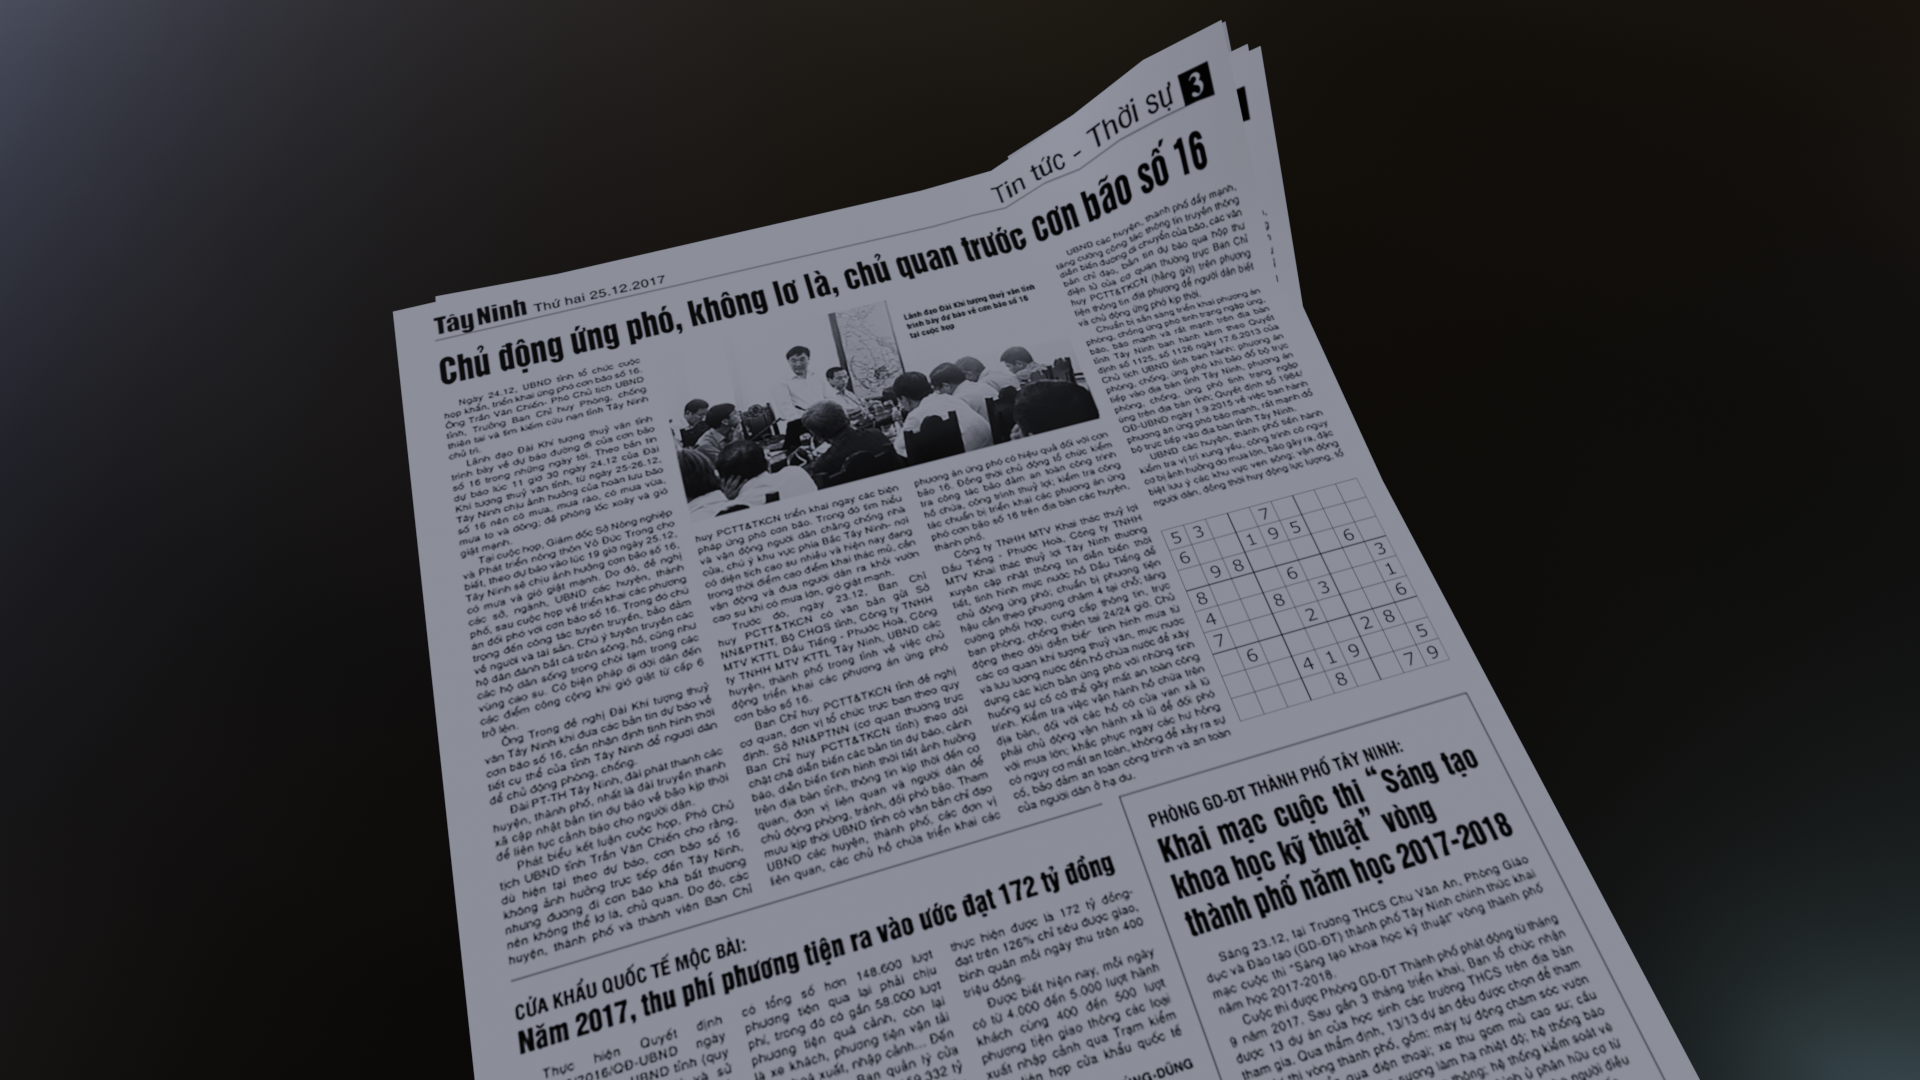 Tin tức - Thời sự 3
Tây Ninh Thứ hai 25.12.2017
Chủ động ứng phó, không lơ là, chủ quan trước cơn bão số 16
Lãnh đạo Đài Khí tượng thuỷ văn tỉnh
trình bày dự báo về cơn bão số 16
tại cuộc họp
Ngày 24.12, UBND tỉnh tổ chức cuộc
họp khẩn, triển khai ứng phó cơn bão số 16.
Ông Trần Văn Chiến- Phó Chủ tịch UBND
tỉnh, Trưởng Ban Chỉ huy Phòng, chống
thiên tai và tìm kiếm cứu nạn tỉnh Tây Ninh
chủ trì.
Lãnh đạo Đài Khí tượng thuỷ văn tỉnh
trình bày về dự báo đường đi của cơn bão
số 16 trong những ngày tới. Theo bản tin
dự báo lúc 11 giờ 30 ngày 24.12 của Đài
Khí tượng thuỷ văn tỉnh, từ ngày 25-26.12,
Tây Ninh chịu ảnh hưởng của hoàn lưu bão
số 16 nên có mưa, mưa rào, có mưa vừa,
mưa to và dông; đề phòng lốc xoáy và gió
giật mạnh.
Tại cuộc họp, Giám đốc Sở Nông nghiệp
và Phát triển nông thôn Võ Đức Trong cho
biết, theo dự báo vào lúc 19 giờ ngày 25.12,
Tây Ninh sẽ chịu ảnh hưởng cơn bão số 16,
có mưa và gió giật mạnh. Do đó, đề nghị
các sở, ngành, UBND các huyện, thành
phố, sau cuộc họp về triển khai các phương
án đối phó với cơn bão số 16. Trong đó chú
trọng đến công tác tuyên truyền, bảo đảm
về người và tài sản. Chú ý tuyên truyền các
hộ dân đánh bắt cá trên sông, hồ, cũng như
các hộ dân sống trong chòi tạm trong các
vùng cao su. Có biện pháp di dời dân đến
các điểm công cộng khi gió giật từ cấp 6
trở lên.
Ông Trong đề nghị Đài Khí tượng thuỷ
văn Tây Ninh khi đưa các bản tin dự báo về
cơn bão số 16, cần nhận định tình hình thời
tiết cụ thể của tỉnh Tây Ninh để người dân
để chủ động phòng, chống.
Đài PT-TH Tây Ninh, đài phát thanh các
huyện, thành phố, nhất là đài truyền thanh
xã cập nhật bản tin dự báo về bão kịp thời
để liên tục cảnh báo cho người dân.
Phát biểu kết luận cuộc họp, Phó Chủ
tịch UBND tỉnh Trần Văn Chiến cho rằng,
dù hiện tại theo dự báo, cơn bão số 16
không ảnh hưởng trực tiếp đến Tây Ninh,
nhưng đường đi cơn bão khá bất thường
nên không thể lơ là, chủ quan. Do đó, các
huyện, thành phố và thành viên Ban Chỉ
huy PCTT&TKCN triển khai ngay các biện
pháp ứng phó cơn bão. Trong đó tìm hiểu
và vận động người dân chằng chống nhà
cửa, chú ý khu vực phía Bắc Tây Ninh- nơi
có diện tích cao su nhiều và hiện nay đang
trong thời điểm cao điểm khai thác mủ, cần
vận động và đưa người dân ra khỏi vườn
cao su khi có mưa lớn, gió giật mạnh.
Trước đó, ngày 23.12, Ban Chỉ
huy PCTT&TKCN có văn bản gửi Sở
NN&PTNT, Bộ CHQS tỉnh, Công ty TNHH
MTV KTTL Dầu Tiếng - Phước Hoà, Công
ty TNHH MTV KTTL Tây Ninh, UBND các
huyện, thành phố trong tỉnh về việc chủ
động triển khai các phương án ứng phó
cơn bão số 16.
Ban Chỉ huy PCTT&TKCN tỉnh đề nghị
cơ quan, đơn vị tổ chức trực ban theo quy
định. Sở NN&PTNN (cơ quan thường trực
Ban Chỉ huy PCTT&TKCN tỉnh) theo dõi
chặt chẽ diễn biến các bản tin dự báo, cảnh
báo, diễn biến tình hình thời tiết ảnh hưởng
trên địa bàn tỉnh, thông tin kịp thời đến cơ
quan, đơn vị liên quan và người dân để
chủ động phòng, tránh, đối phó bão. Tham
mưu kịp thời UBND tỉnh có văn bản chỉ đạo
UBND các huyện, thành phố, các đơn vị
liên quan, các chủ hồ chứa triển khai các
phương án ứng phó có hiệu quả đối với cơn
bão 16. Đồng thời chủ động tổ chức kiểm
tra công tác bảo đảm an toàn công trình
hồ chứa, công trình thuỷ lợi; kiểm tra công
tác chuẩn bị triển khai các phương án ứng
phó cơn bão số 16 trên địa bàn các huyện,
thành phố.
Công ty TNHH MTV Khai thác thuỷ lợi
Dầu Tiếng - Phước Hoà, Công ty TNHH
MTV Khai thác thuỷ lợi Tây Ninh thường
xuyên cập nhật thông tin diễn biến thời
tiết, tình hình mục nước hồ Dầu Tiếng để
chủ động ứng phó; chuẩn bị phương tiện
hậu cần theo phương châm 4 tại chỗ; tăng
cường phối hợp, cung cấp thông tin, trực
ban phòng, chống thiên tai 24/24 giờ. Chủ
động theo dõi diễn biến tình hình mưa từ
các cơ quan khí tượng thuỷ văn, mực nước
và lưu lượng nước đến hồ chứa nước để xây
dựng các kịch bản ứng phó với những tình
huống sự cố có thể gây mất an toàn công
trình. Kiểm tra việc vận hành hồ chứa trên
địa bàn, đối với các hồ có cửa van xả lũ
phải chủ động vận hành xả lũ để đối phó
với mưa lớn; khắc phục ngay các hư hỏng
có nguy cơ mất an toàn, không để xảy ra sự
cố, bảo đảm an toàn công trình và an toàn
của người dân ở hạ du.
UBND các huyện, thành phố đẩy mạnh,
tăng cường công tác thông tin truyền thông
diễn biến đường di chuyển của bão, các văn
bản chỉ đạo, bản tin dự báo qua hộp thư
điện tử của cơ quan thường trực Ban Chỉ
huy PCTT&TKCN (hằng giờ) trên phương
tiện thông tin địa phương để người dân biết
và chủ động ứng phó kịp thời.
Chuẩn bị sẵn sàng triển khai phương án
phòng, chống ứng phó tình trạng ngập úng,
bão, bão mạnh và rất mạnh trên địa bàn
tỉnh Tây Ninh ban hành kèm theo Quyết
định số 1125, số 1126 ngày 17.6.2013 của
Chủ tịch UBND tỉnh ban hành: phương án
phòng, chống, ứng phó khi bão đổ bộ trực
tiếp vào địa bàn tỉnh Tây Ninh, phương án
phòng, chống, ứng phó tình trạng ngập
úng trên địa bàn tỉnh; Quyết định số 1984/
QĐ-UBND ngày 1.9.2015 về việc ban hành
phương án ứng phó bão mạnh, rất mạnh đổ
bộ trực tiếp vào địa bàn tỉnh Tây Ninh.
UBND các huyện, thành phố tiến hành
kiểm tra vị trí xung yếu, công trình có nguy
cơ bị ảnh hưởng do mưa lớn, bão gây ra, đặc
biệt lưu ý các khu vực ven sông; vận động
người dân, đồng thời huy động lực lượng, tổ
5 3 7
6 1 9 5
9 8 6
8 6 3
4 8 3 1
7 2 6
6 2 8
4 1 9 5
8 7 9
CỬA KHẨU QUỐC TẾ MỘC BÀI:
Năm 2017, thu phí phương tiện ra vào ước đạt 172 tỷ đồng
Thực hiện Quyết định
/2016/QĐ-UBND ngày
UBND tỉnh (quy
có tổng số hơn 148.600 lượt
phương tiện qua lại phải chịu
phí, trong đó có gần 58.000 lượt
phương tiện quá cảnh, còn lại
là xe khách, phương tiện vận tải
xuất, nhập cảnh... Đến
Ban quản lý cửa
332 tỷ
thực hiện được là 172 tỷ đồng-
đạt trên 126% chỉ tiêu được giao,
bình quân mỗi ngày thu trên 400
triệu đồng.
Được biết hiện nay, mỗi ngày
có từ 4.000 đến 5.000 lượt hành
khách cùng 400 đến 500 lượt
phương tiện giao thông các loại
xuất nhập cảnh qua Trạm kiểm
hợp cửa khẩu quốc tế
PHÒNG GD-ĐT THÀNH PHỐ TÂY NINH:
Khai mạc cuộc thị “Sáng tạo
khoa học kỹ thuật” vòng
thành phố năm học 2017-2018
Sáng 23.12, tại Trường THCS Chu Văn An, Phòng Giáo
dục và Đào tạo (GD-ĐT) thành phố Tây Ninh chính thức khai
mạc cuộc thi “Sáng tạo khoa học kỹ thuật” vòng thành phố
năm học 2017-2018.
Cuộc thi được Phòng GD-ĐT Thành phố phát động từ tháng
9 năm 2017. Sau gần 3 tháng triển khai, Ban tổ chức nhận
được 13 dự án của học sinh các trường THCS trên địa bàn
tham gia. Qua thẩm định, 13/13 dự án đều được chọn để tham
thi vòng thành phố, gồm: máy tự động chăm sóc vườn
qua điện thoại; xe thu gom mủ cao su; cầu
sương làm hạ nhiệt độ; hệ thống báo
thông; hệ thống kiểm soát vé
ủ phân hữu cơ từ
người điều